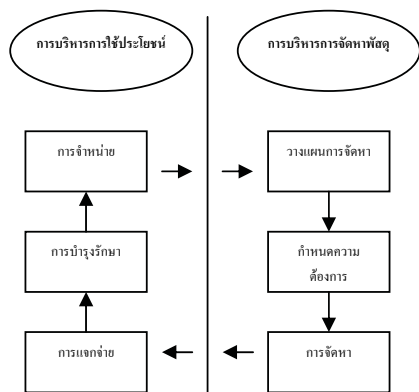 การบริหารการใช้ประโยชน์
การบริหารการจัดหาพัสดุ
การจำหน่าย
วางแผนการจัดหา
การบำรุงรักษา
กำหนดความ
ต้องการ
การแจกจ่าย
การจัดหา